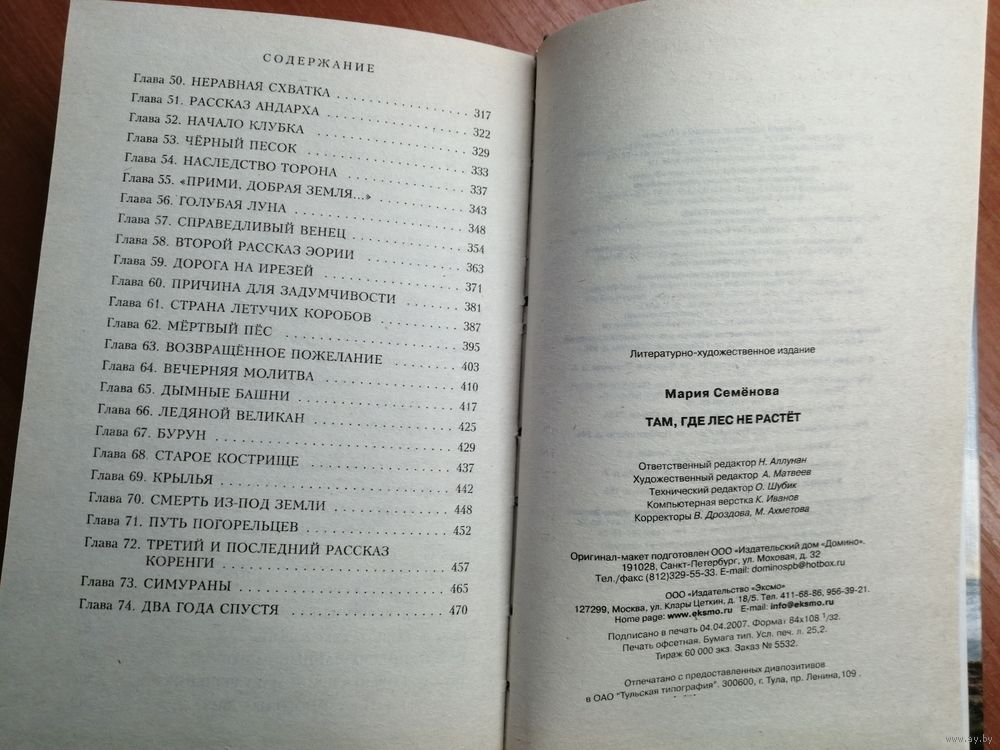 СОДЕРЖАНИЕ
Глава 50. НЕРАВНАЯ СХВАТКА . . . . . . . . . . . . . . . . . 317
Глава 51. РАССКАЗ АНДАРХА . . . . . . . . . . . . . . . . . 322
Глава 52. НАЧАЛО КЛУБКА . . . . . . . . . . . . . . . . . 329
Глава 53. ЧЁРНЫЙ ПЕСОК . . . . . . . . . . . . . . . . . 333
Глава 54. НАСЛЕДСТВО ТОРОНА . . . . . . . . . . . . . . . 337
Глава 55. «ПРИМИ, ДОБРАЯ ЗЕМЛЯ...» . . . . . . . . . . . 343
Глава 56. ГОЛУБАЯ ЛУНА . . . . . . . . . . . . . . . . . 348
Глава 57. СПРАВЕДЛИВЫЙ ВЕНЕЦ . . . . . . . . . . . . . 354
Глава 58. ВТОРОЙ РАССКАЗ ЭОРИИ . . . . . . . . . . . . 363
Глава 59. ДОРОГА НА ИРЕЗЕЙ . . . . . . . . . . . . . . . 371
Глава 60. ПРИЧИНА ДЛЯ ЗАДУМЧИВОСТИ . . . . . . . . 381
Глава 61. СТРАНА ЛЕТУЧИХ КОРОБОВ . . . . . . . . . . 387
Глава 62. МЁРТВЫЙ ПЁС . . . . . . . . . . . . . . . . . . 395
Глава 63. ВОЗВРАЩЁННОЕ ПОЖЕЛАНИЕ . . . . . . . . . 403
Глава 64. ВЕЧЕРНЯЯ МОЛИТВА . . . . . . . . . . . . . . 410
Глава 65. ДЫМНЫЕ БАШНИ . . . . . . . . . . . . . . . . 417
Глава 66. ЛЕДЯНОЙ ВЕЛИКАН . . . . . . . . . . . . . . . 425
Глава 67. БУРУН . . . . . . . . . . . . . . . . . . . . . . 429
Глава 68. СТАРОЕ КОСТРИЩЕ . . . . . . . . . . . . . . . 437
Глава 69. КРЫЛЬЯ . . . . . . . . . . . . . . . . . . . . . 442
Глава 70. СМЕРТЬ ИЗ-ПОД ЗЕМЛИ . . . . . . . . . . . . . 448
Глава 71. ПУТЬ ПОГОРЕЛЬЦЕВ . . . . . . . . . . . . . . . 452
Глава 72. ТРЕТИЙ И ПОСЛЕДНИЙ РАССКАЗ
КОРЕНГИ . . . . . . . . . . . . . . . . . . . . . 457
Глава 73. СИМУРАНЫ . . . . . . . . . . . . . . . . . . . 465
Глава 74. ДВА ГОДА СПУСТЯ . . . . . . . . . . . . . . . . 470
Литературно-художественное издание
Мария Семёнова
ТАМ, ГДЕ ЛЕС НЕ РАСТЁТ
Ответственный редактор Н. Аллунан
Художественный редактор А. Матвеев
Технический редактор О. Шубик
Компьютерная верстка К. Иванов
Корректоры В. Дроздова, М. Ахметова
Оригинал-макет подготовлен ООО «Издательский дом «Домино».
191028, Санкт-Петербург, ул. Моховая, д. 32
Тел./факс (812)329-55-33. E-mail: dominospb@hotbox.ru
ООО «Издательство «Эксмо»
127299, Москва, ул. Клары Цеткин, д. 18/5. Тел. 411-68-86, 956-39-21.
Home page: www.eksmo.ru E-mail: info@eksmo.ru
Подписано в печать 04.04.2007. Формат 84x108 1/32.
Печать офсетная. Бумага тип. Усл. печ. л. 25,2.
Тираж 60 000 экз. Заказ № 5532.
Отпечатано с предоставленных диапозитивов
в ОАО "Тульская типография". 300600, г. Тула, пр. Ленина,109 .
www.ay.by